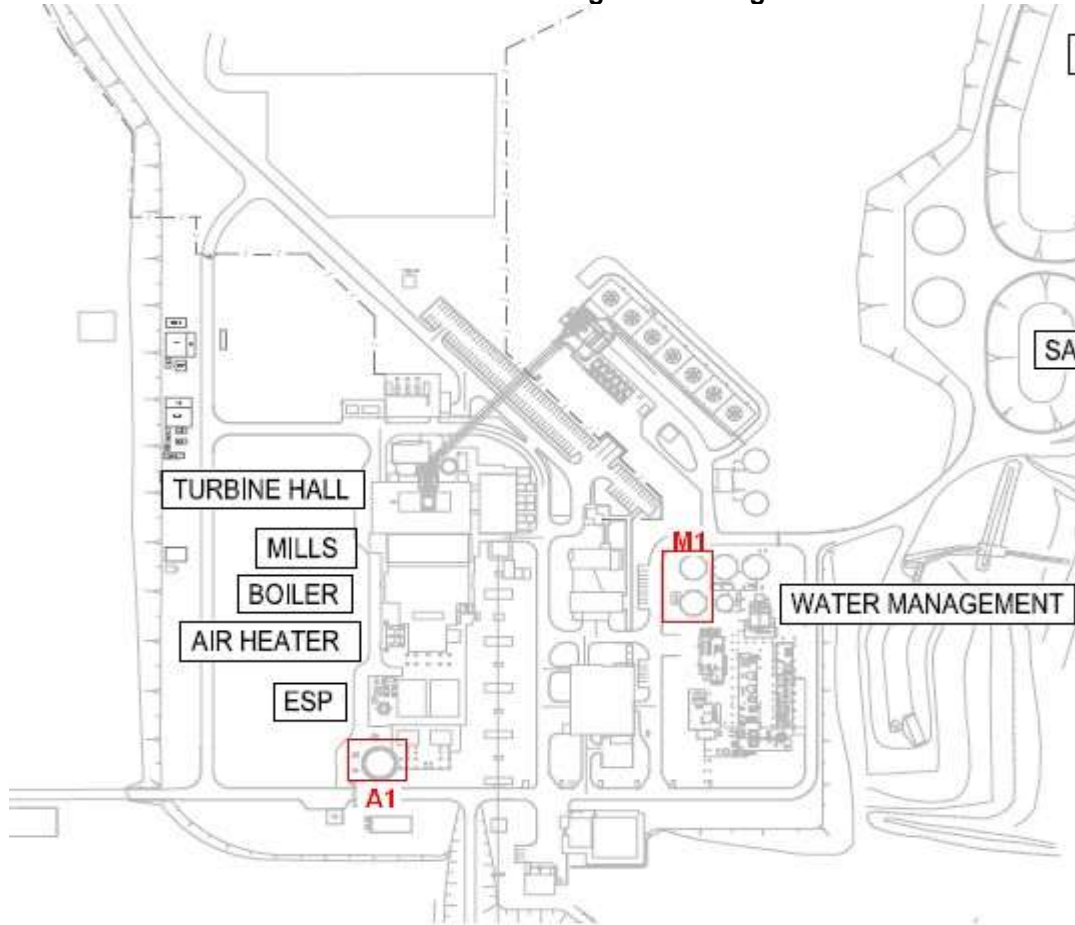 TURBINE HALL
M1
MILLS
BOILER
WATER MANAGEMENT
AIR HEATER
ESP
A1
SA